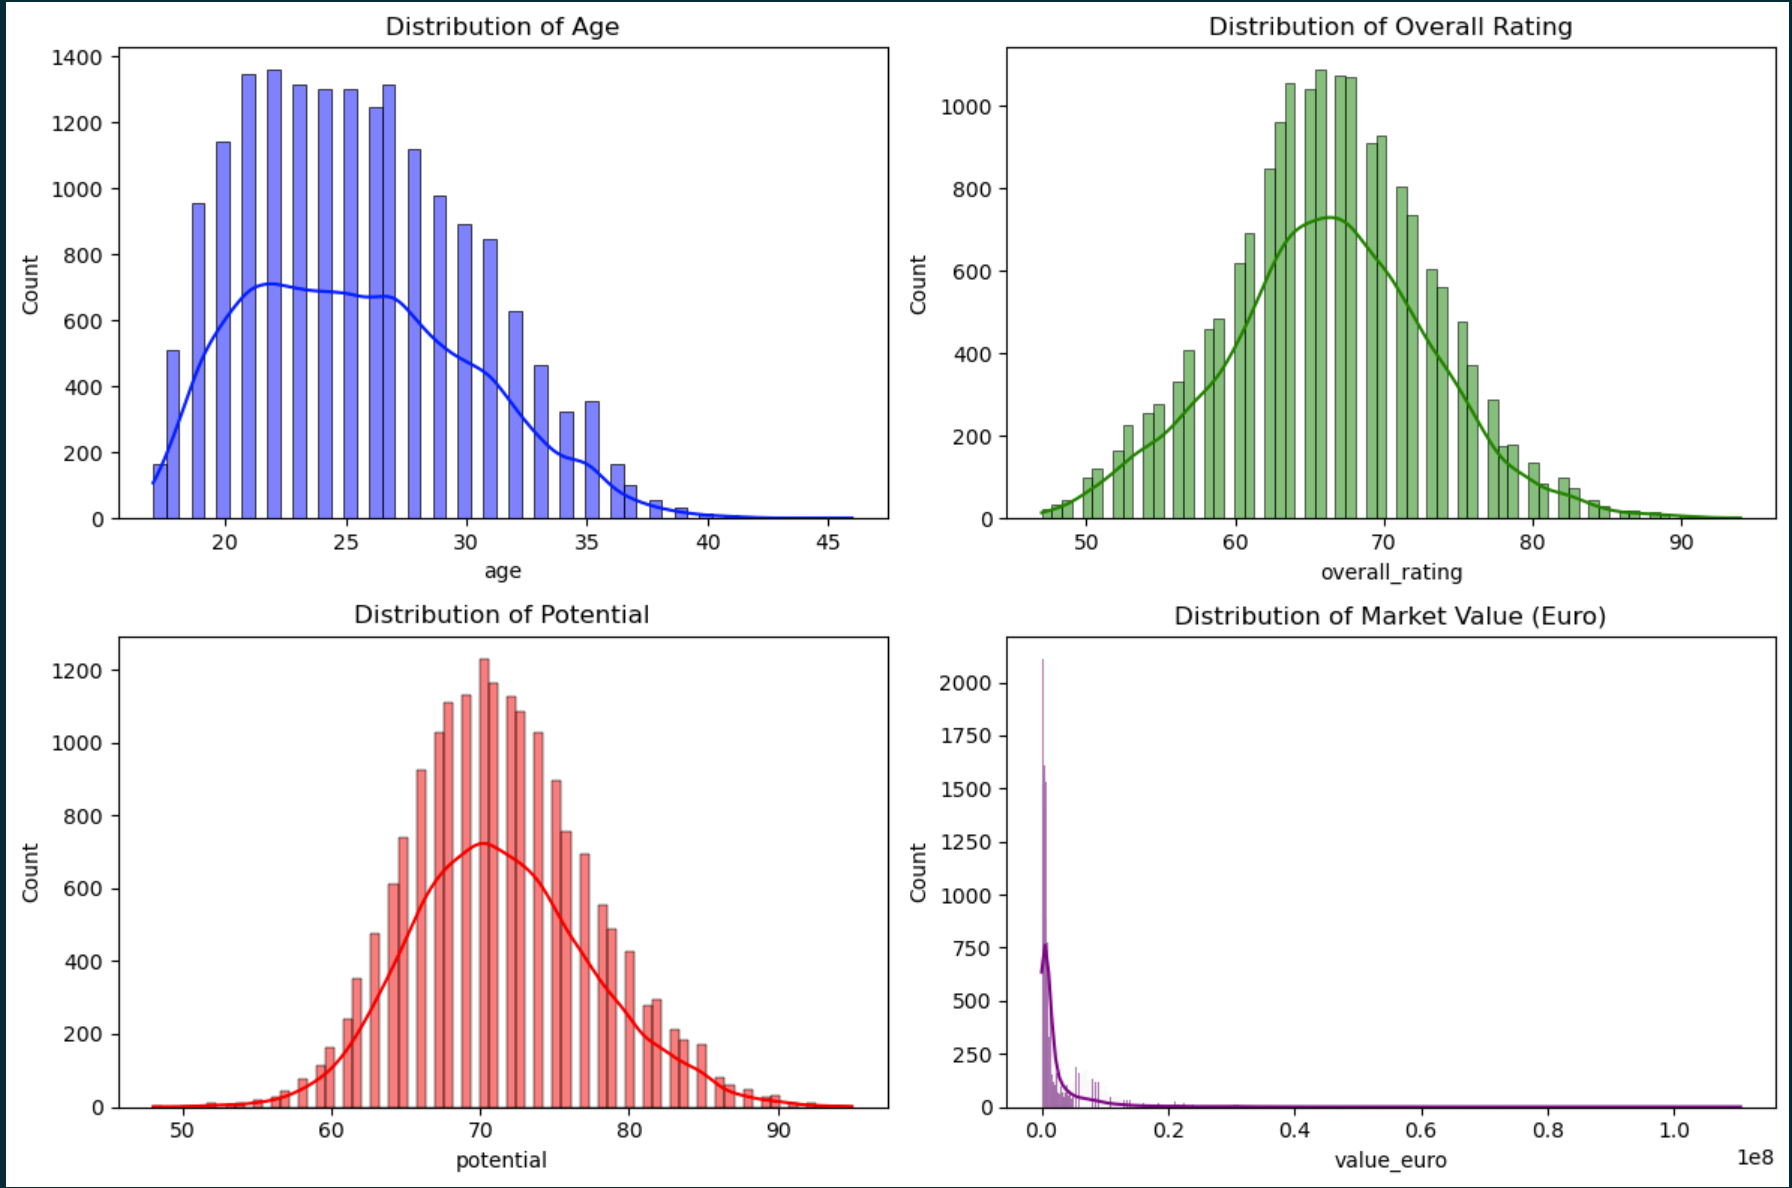 Distribution of Age
1400
1200
1000
800
600
400
200
0
Count
20 25 30 35 40 45
age
Distribution of Overall Rating
1000
800
600
400
200
0
Count
50 60 70 80 90
overall_rating
Distribution of Potential
1200
1000
800
600
400
200
0
Count
50 60 70 80 90
potential
Distribution of Market Value (Euro)
2000
1750
1500
1250
1000
750
500
250
0
Count
0.0 0.2 0.4 0.6 0.8 1.0
1e8
value_euro